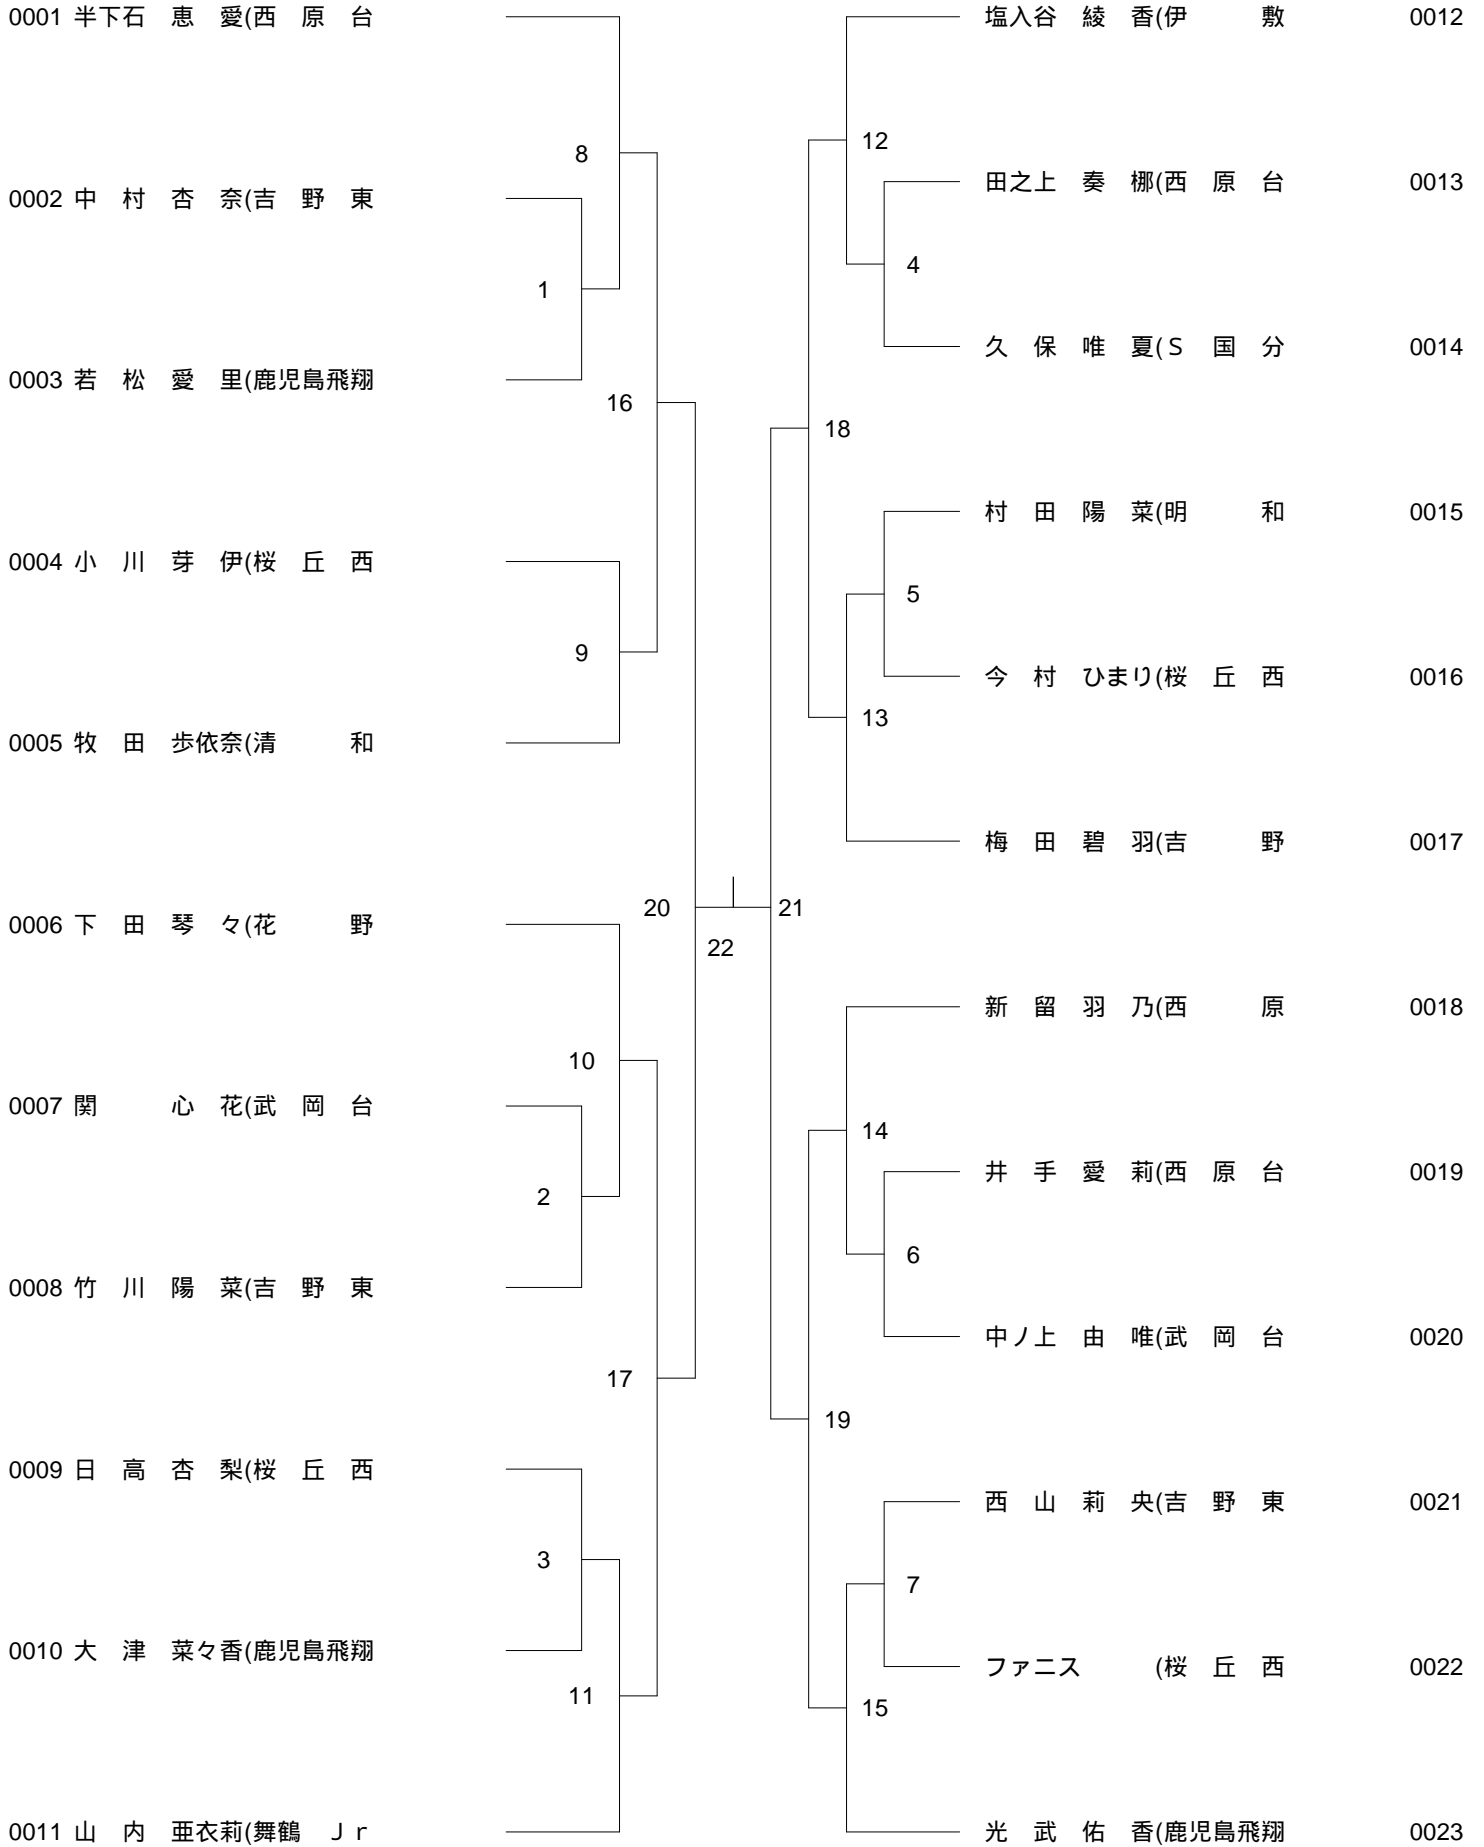 0001 半下石　恵　愛(西　原　台
8
0002 中　村　杏　奈(吉　野　東
1
0003 若　松　愛　里(鹿児島飛翔
16
0004 小　川　芽　伊(桜　丘　西
9
0005 牧　田　歩依奈(清　　　和
20
22
0006 下　田　琴　々(花　　　野
10
0007 関　　　心　花(武　岡　台
2
0008 竹　川　陽　菜(吉　野　東
17
0009 日　高　杏　梨(桜　丘　西
3
0010 大　津　菜々香(鹿児島飛翔
11
0011 山　内　亜衣莉(舞鶴　Ｊｒ
塩入谷　綾　香(伊　　　敷 0012
12
田之上　奏　梛(西　原　台 0013
4
久　保　唯　夏(Ｓ　国　分 0014
18
村　田　陽　菜(明　　　和 0015
5
今　村　ひまり(桜　丘　西 0016
13
梅　田　碧　羽(吉　　　野 0017
21
新　留　羽　乃(西　　　原 0018
14
井　手　愛　莉(西　原　台 0019
6
中ノ上　由　唯(武　岡　台 0020
19
西　山　莉　央(吉　野　東 0021
7
ファニス　　　(桜　丘　西 0022
15
光　武　佑　香(鹿児島飛翔 0023